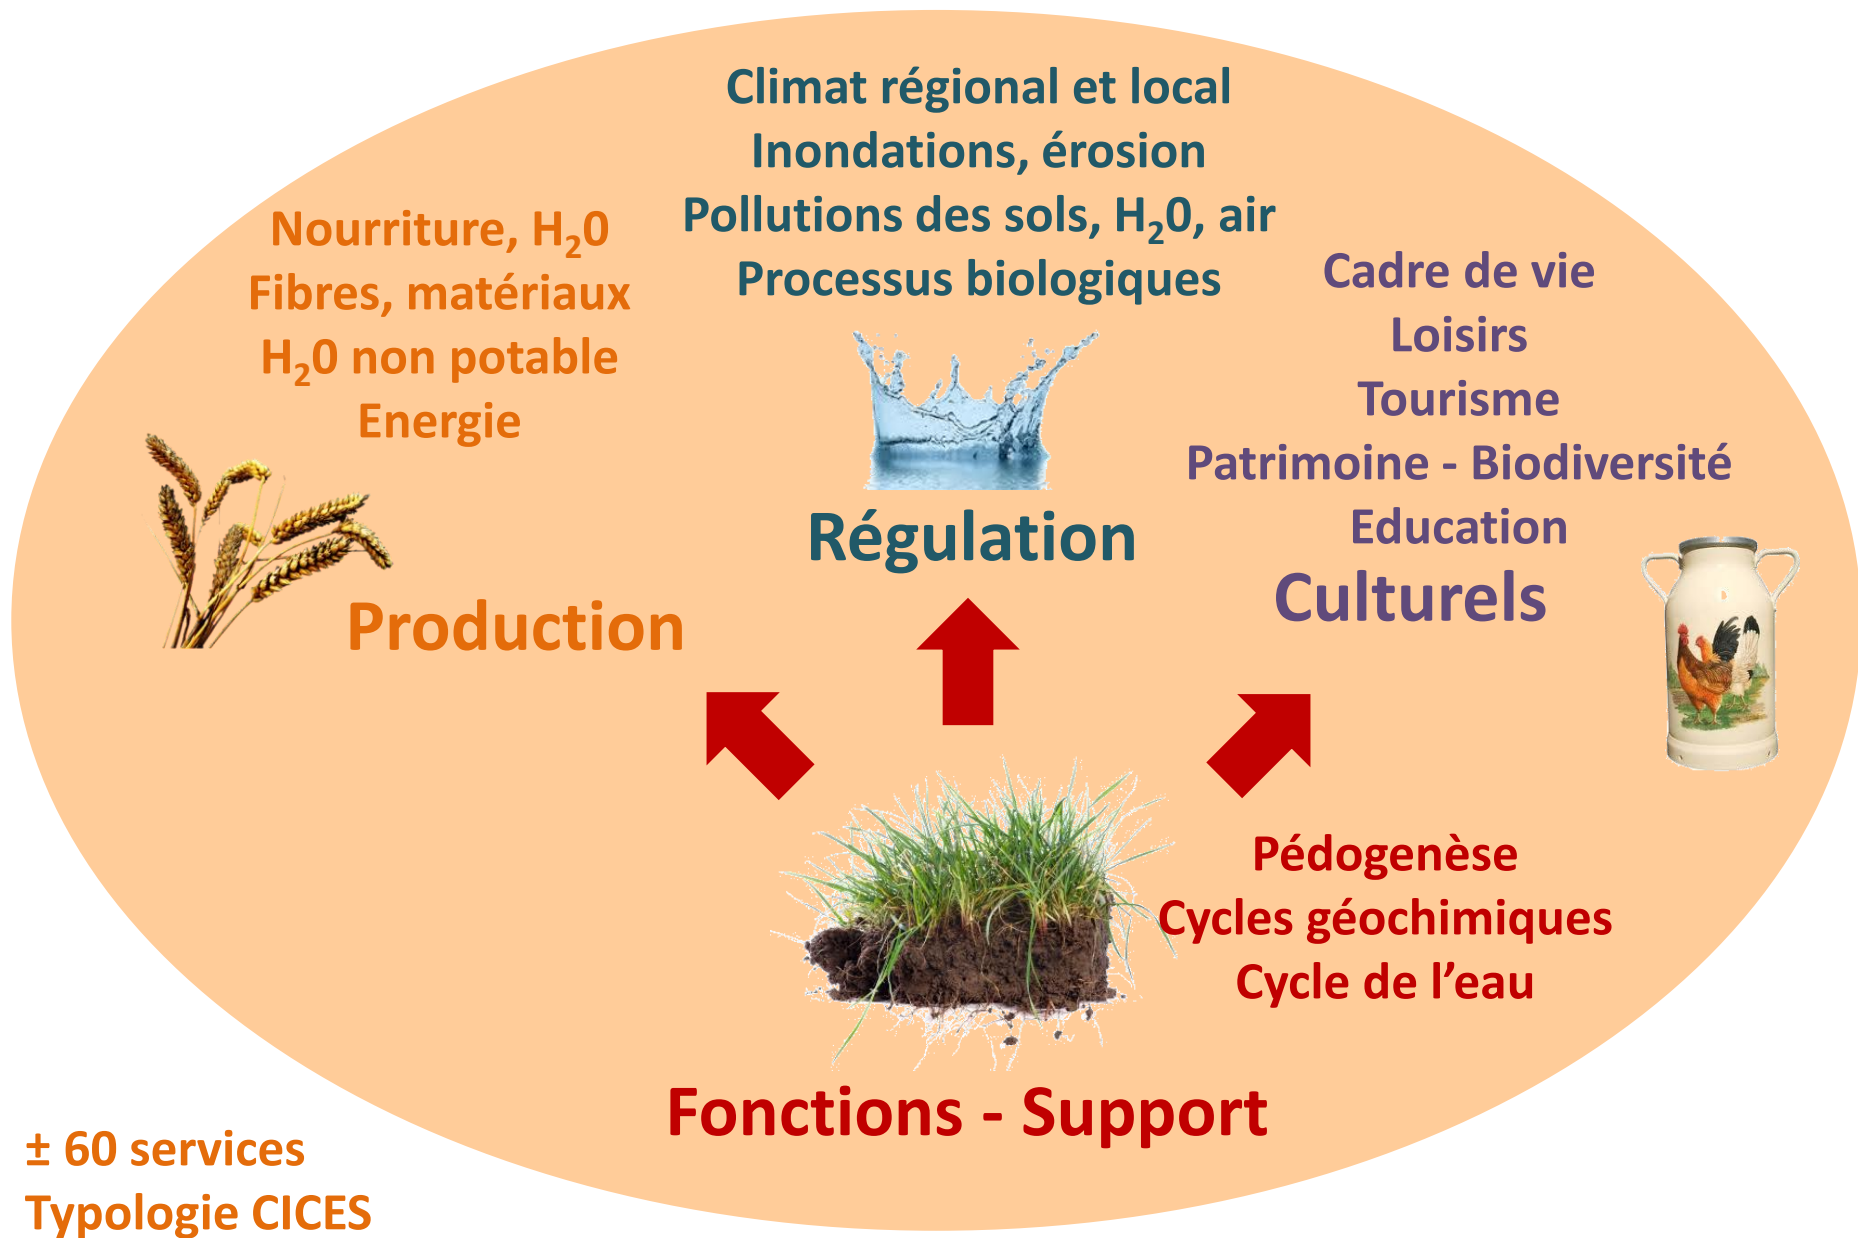 Climat régional et local
Inondations, érosion
Pollutions des sols, H₂0, air
Processus biologiques
Régulation
Nourriture, H₂0
Fibres, matériaux
H₂0 non potable
Energie
Production
Cadre de vie
Loisirs
Tourisme
Patrimoine - Biodiversité
Education
Culturels
Pédogenèse
Cycles géochimiques
Cycle de l’eau
Fonctions - Support
± 60 services
Typologie CICES